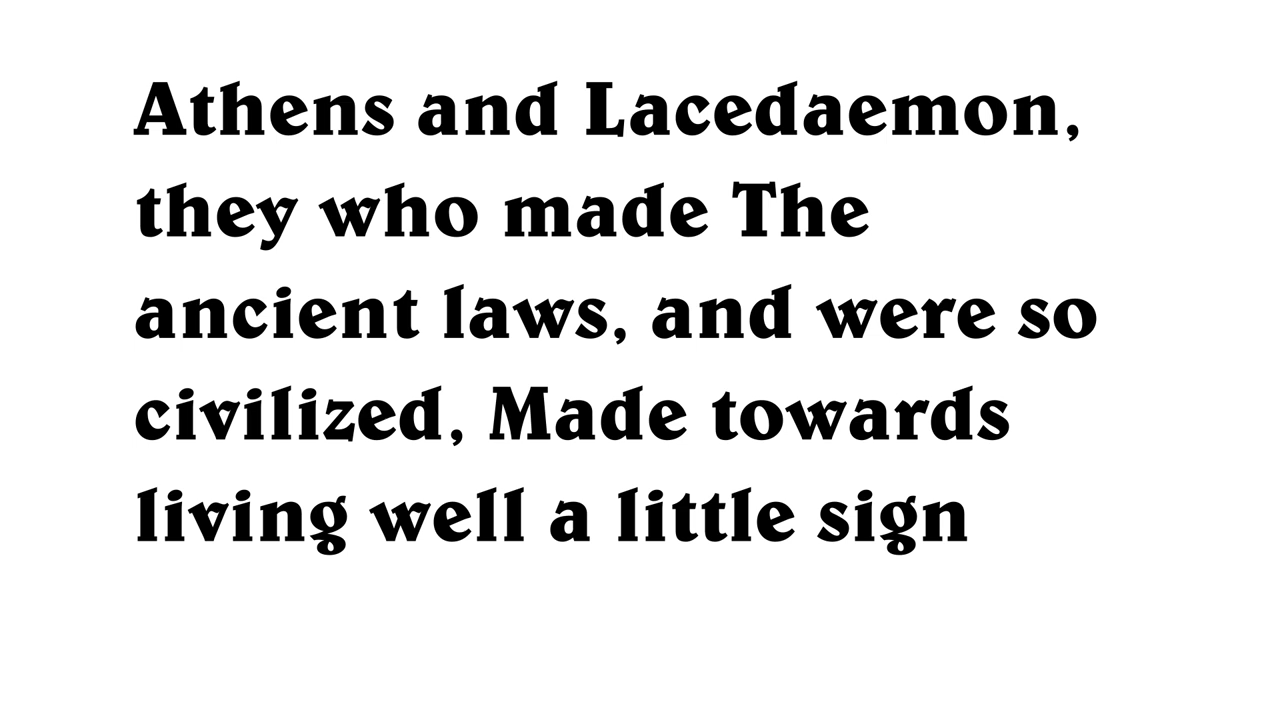 Athens and Lacedaemon,
they who made The
ancient laws, and were so
civilized, Made towards
living well a little sign